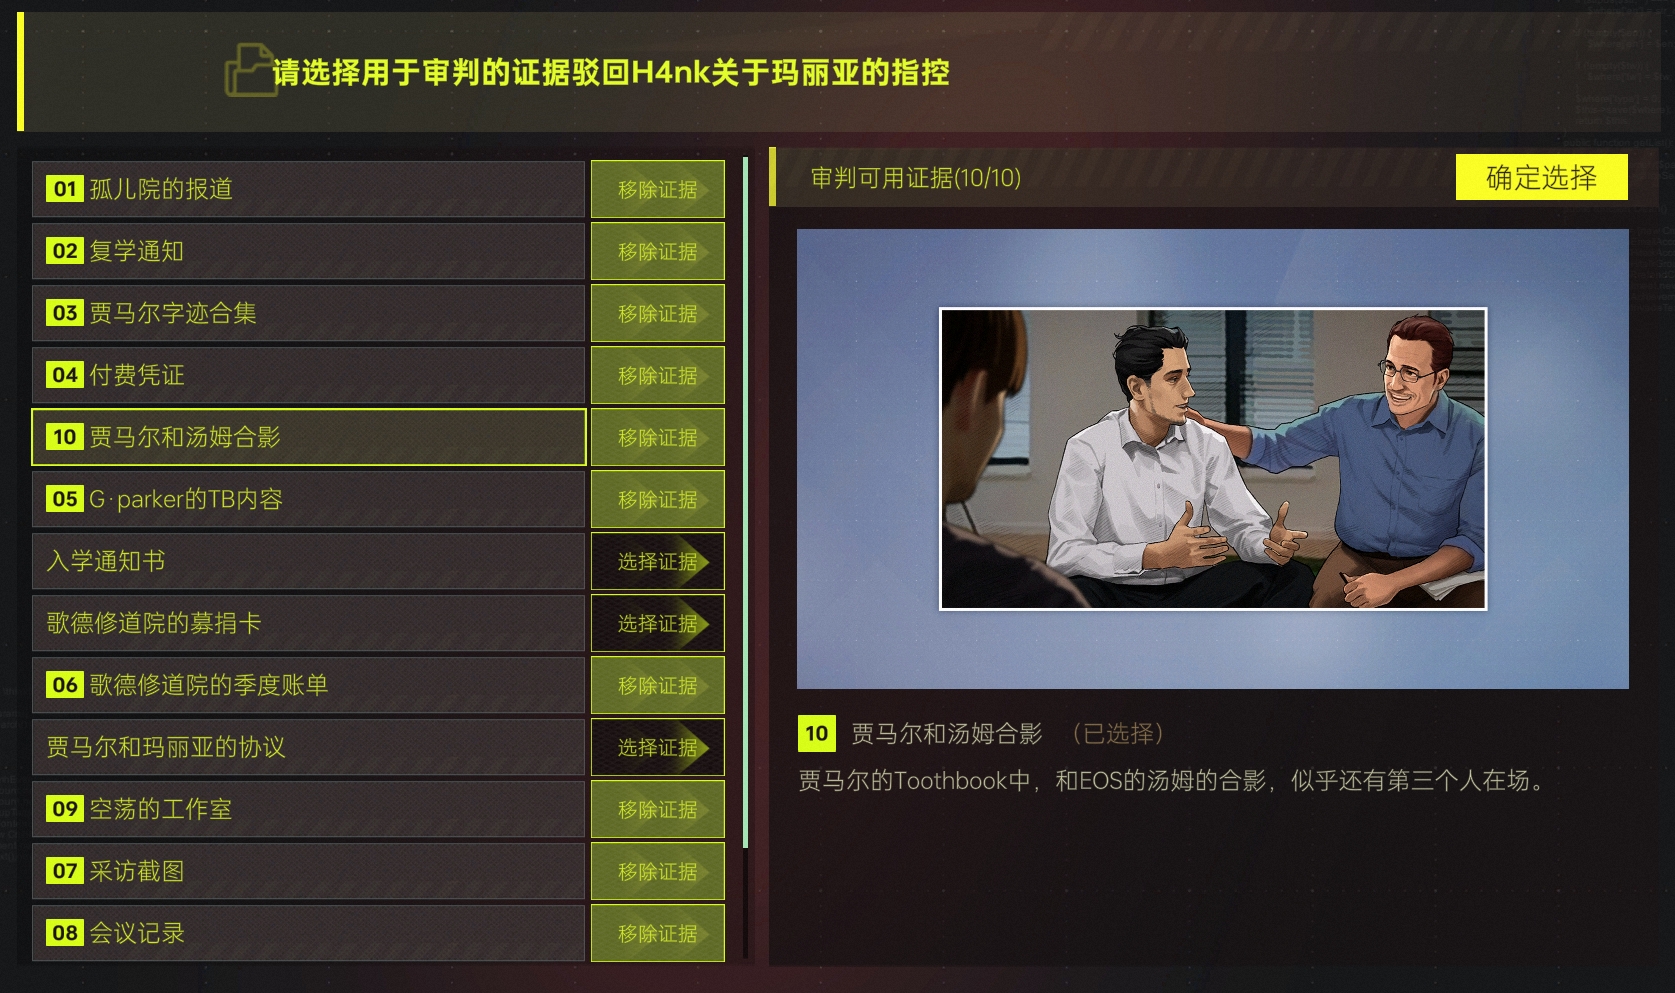 请选择用于审判的证据驳回H4nk关于玛丽亚的指控
01 孤儿院的报道 移除证据
02 复学通知 移除证据
03 贾马尔字迹合集 移除证据
04 付费凭证 移除证据
10 贾马尔和汤姆合影 移除证据
05 G·parker的TB内容 移除证据
入学通知书 选择证据
歌德修道院的募捐卡 选择证据
06 歌德修道院的季度账单 移除证据
贾马尔和玛丽亚的协议 选择证据
09 空荡的工作室 移除证据
07 采访截图 移除证据
08 会议记录 移除证据
审判可用证据(10/10) 确定选择
10 贾马尔和汤姆合影 （已选择）
贾马尔的Toothbook中，和EOS的汤姆的合影，似乎还有第三个人在场。